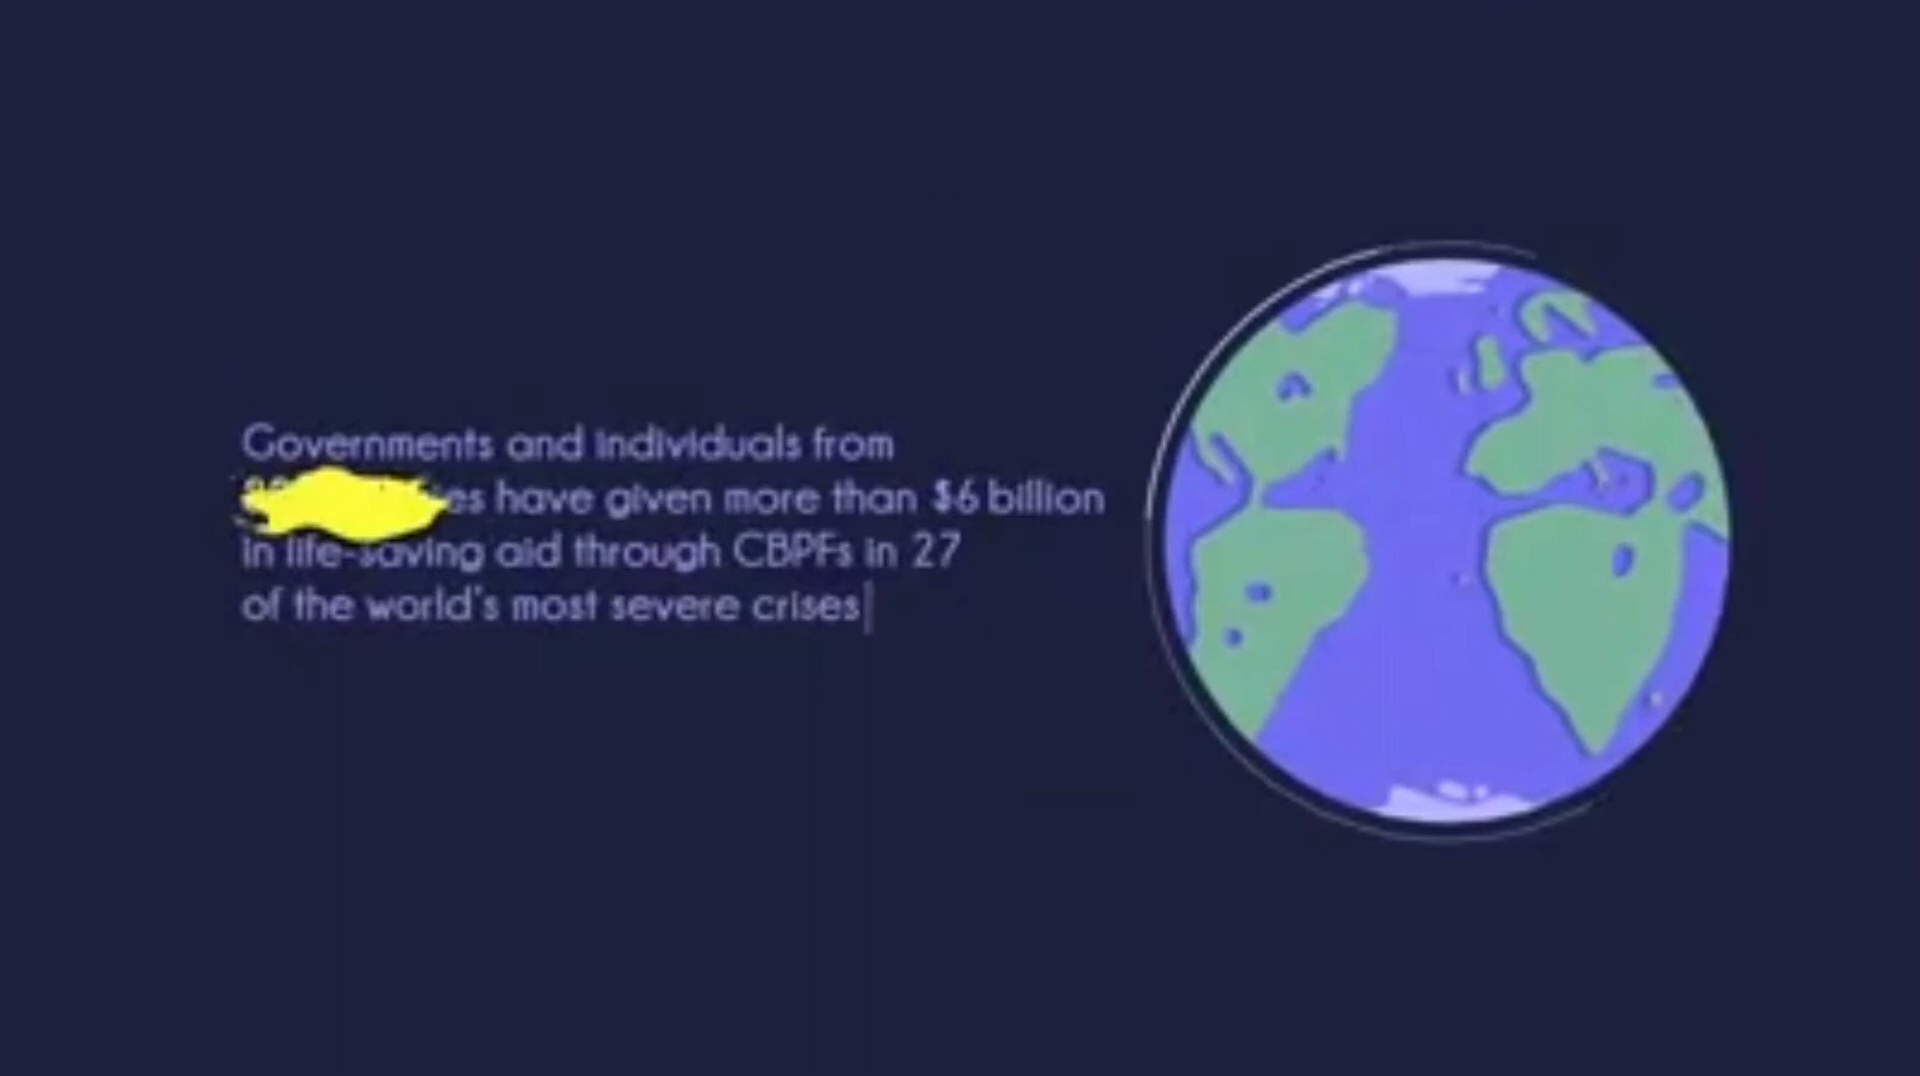 Governments and individuals from
have given more than $6 billion
in life-saving aid through CBPFs in 27
of the world's most severe crises